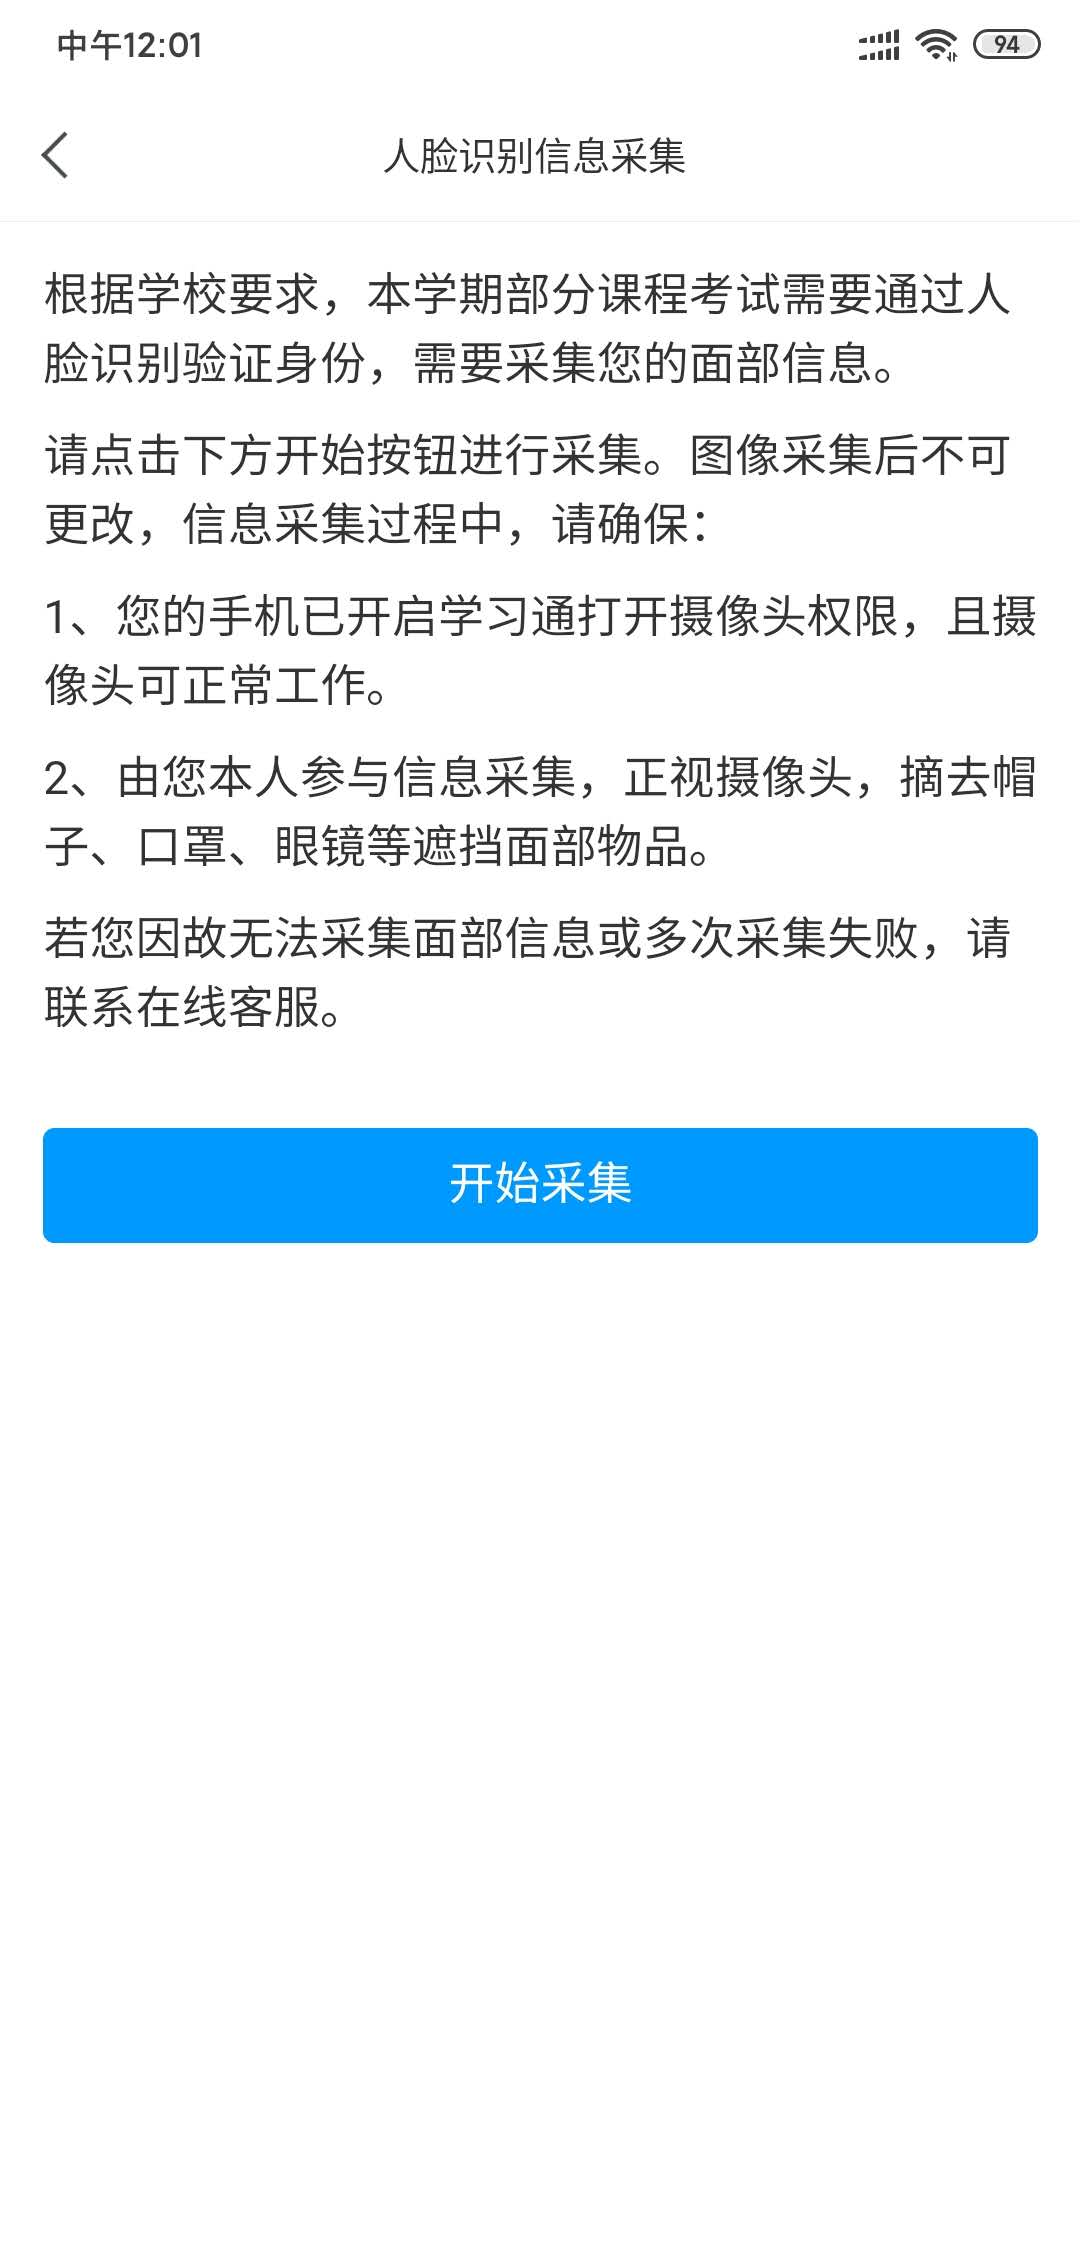 中午12:01
94
人脸识别信息采集
根据学校要求，本学期部分课程考试需要通过人
脸识别验证身份，需要采集您的面部信息。
请点击下方开始按钮进行采集。图像采集后不可
更改，信息采集过程中，请确保：
1、您的手机已开启学习通打开摄像头权限，且摄
像头可正常工作。
2、由您本人参与信息采集，正视摄像头，摘去帽
子、口罩、眼镜等遮挡面部物品。
若您因故无法采集面部信息或多次采集失败，请
联系在线客服。
开始采集